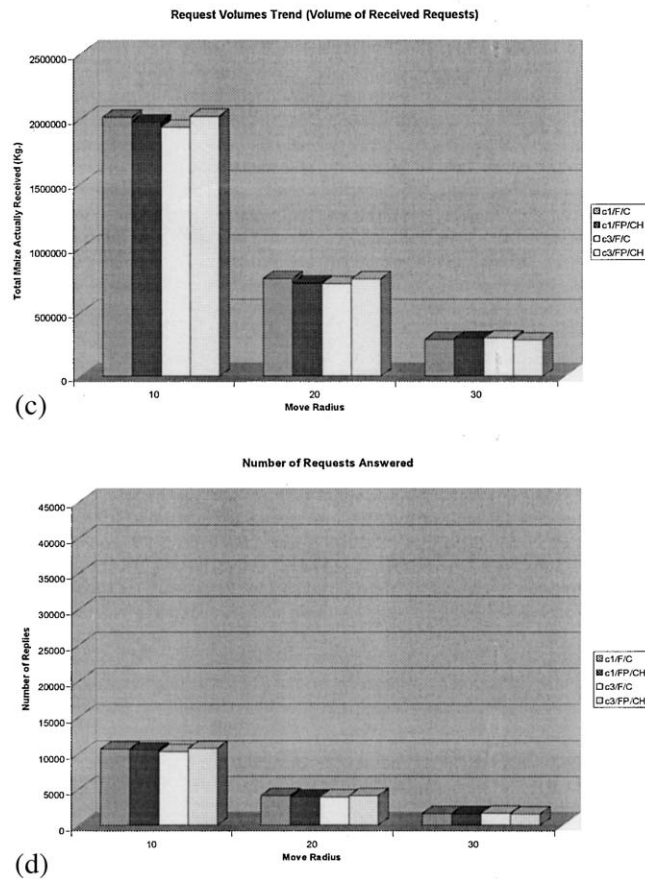 Request Volumes Trend (Volume of Received Requests)
2500000
2000000
1500000
1000000
500000
0
Total Maize Actually Received (Kg.)
10
20
30
Move Radius
c1/F/C
c1/FP/CH
c3/F/C
c3/FP/CH
(c)
Number of Requests Answered
45000
40000
35000
30000
25000
20000
15000
10000
5000
0
Number of Replies
10
20
30
Move Radius
c1/F/C
c1/FP/CH
c3/F/C
c3/FP/CH
(d)